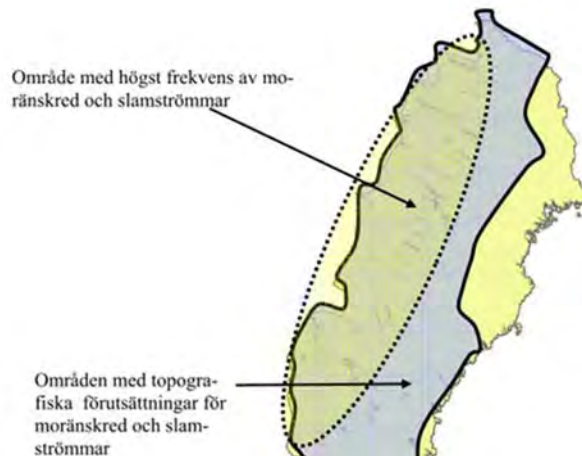 Område med högst frekvens av mo-
ränskred och slamströmmar
Områden med topogra-
fiska förutsättningar för
moränskred och slam-
strömmar